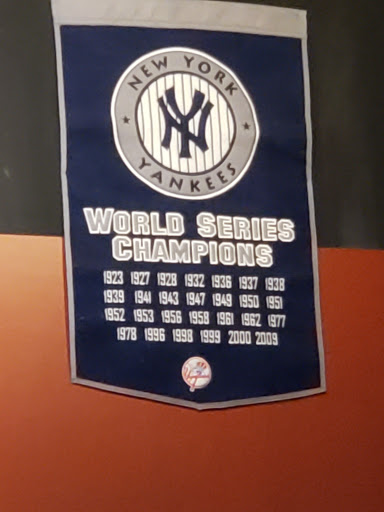 NEW YORK
YANKEES
WORLD SERIES
CHAMPIONS
1923 1927 1928 1932 1936 1937 1938
1939 1941 1943 1947 1949 1950 1951
1952 1953 1956 1958 1961 1962 1977
1978 1996 1998 1999 2000 2009